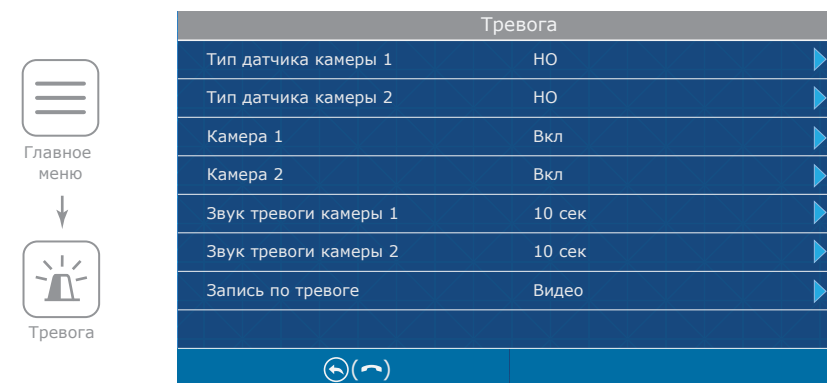 Тревога
Тип датчика камеры 1 НО
Тип датчика камеры 2 НО
Камера 1 Вкл
Камера 2 Вкл
Звук тревоги камеры 1 10 сек
Звук тревоги камеры 2 10 сек
Запись по тревоге Видео
Главное
меню
Тревога